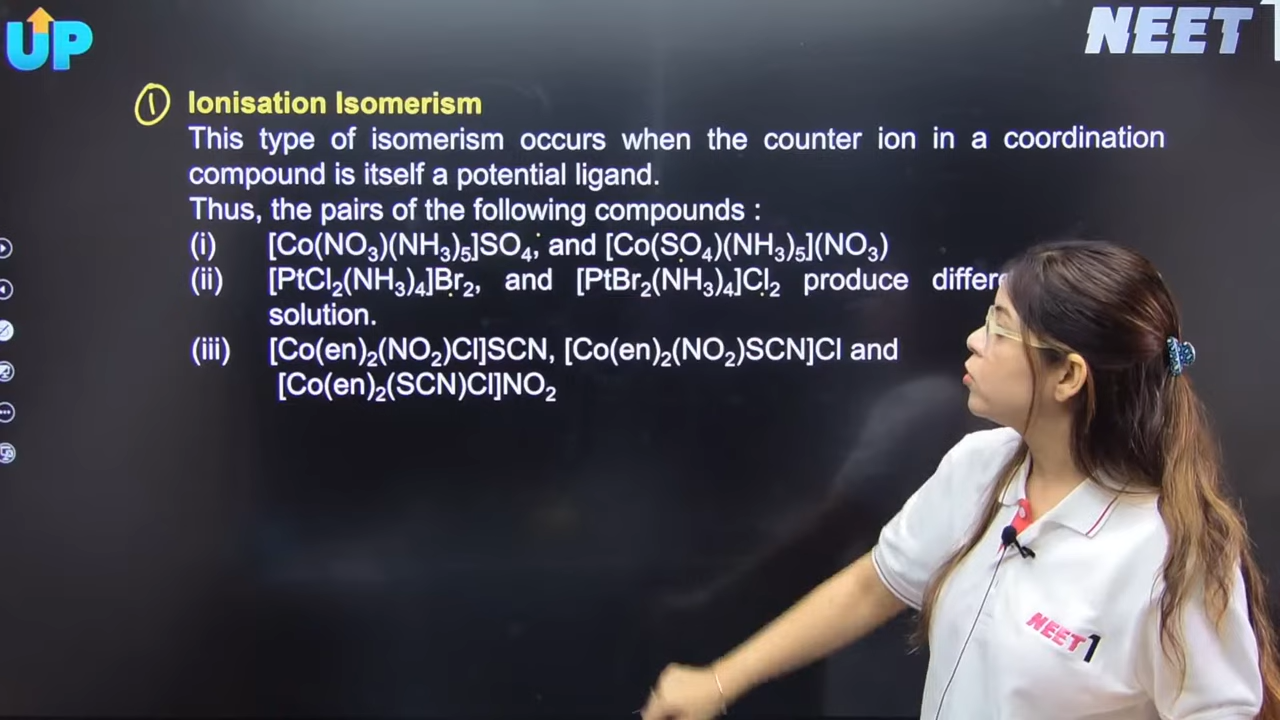 UP
NEET 1
① Ionisation Isomerism
This type of isomerism occurs when the counter ion in a coordination
compound is itself a potential ligand.
Thus, the pairs of the following compounds :
(i) [Co(NO₃)(NH₃)₅]SO₄, and [Co(SO₄)(NH₃)₅](NO₃)
(ii) [PtCl₂(NH₃)₄]Br₂, and [PtBr₂(NH₃)₄]Cl₂ produce
solution.
(iii) [Co(en)₂(NO₂)Cl]SCN, [Co(en)₂(NO₂)SCN]Cl and
[Co(en)₂(SCN)Cl]NO₂
NEET1